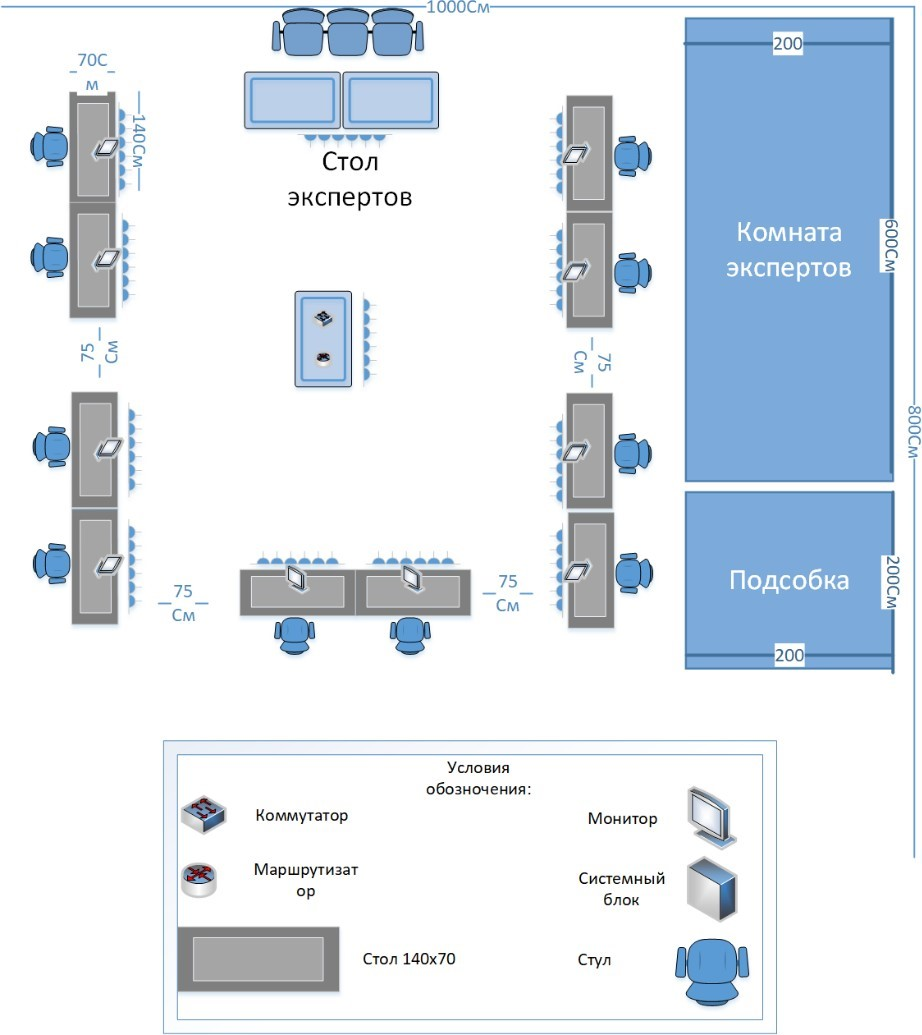 1000См
70С
м
140См
Стол
экспертов
200
Комната
экспертов
600См
800См
75
См
75
См
75
См
75
См
Подсобка
200См
200
Условия
обозначения:
Коммутатор
Монитор
Маршрутизат
ор
Системный
блок
Стол 140x70
Стул